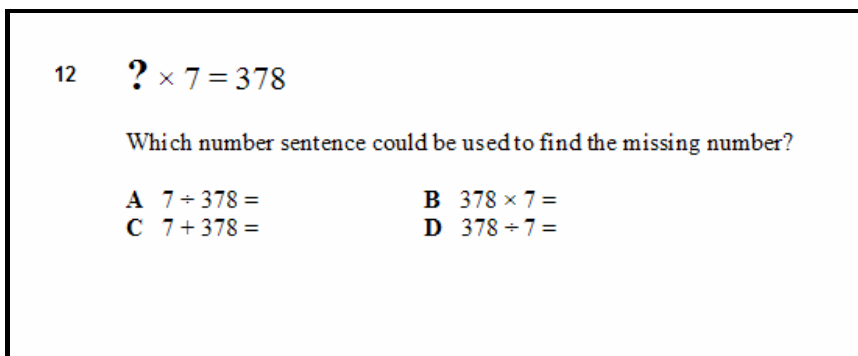 12 ? × 7 = 378
Which number sentence could be used to find the missing number?
A 7 ÷ 378 = B 378 × 7 =
C 7 + 378 = D 378 ÷ 7 =